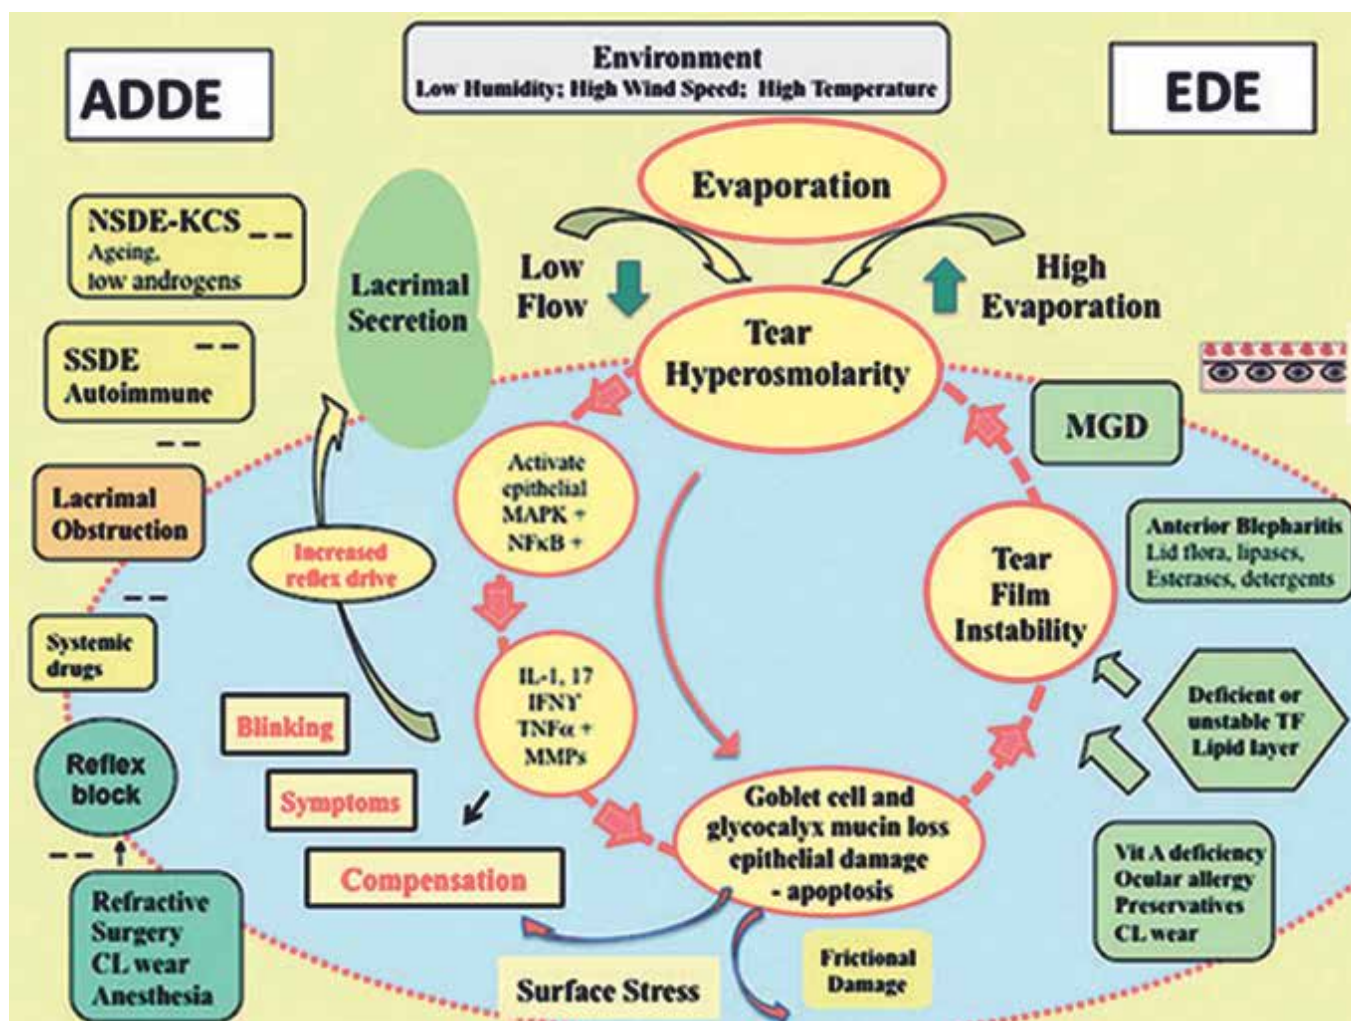 ADDE
Environment
Low Humidity; High Wind Speed; High Temperature
EDE
Evaporation
NSDE-KCS
Ageing,
low androgens
Lacrimal
Secretion
Low
Flow
High
Evaporation
Tear
Hyperosmolarity
SSDE
Autoimmune
MGD
Lacrimal
Obstruction
Activate
epithelial
MAPK +
NFκB +
Increased
reflex drive
Tear
Film
Instability
Anterior Blepharitis
Lid flora, lipases,
Esterases, detergents
Systemic
drugs
IL-1, 17
IFNϒ
TNFα +
MMPs
Deficient or
unstable TF
Lipid layer
Blinking
Reflex
block
Symptoms
Compensation
Goblet cell and
glycocalyx mucin loss
epithelial damage
- apoptosis
Vit A deficiency
Ocular allergy
Preservatives
CL wear
Refractive
Surgery
CL wear
Anesthesia
Surface Stress
Frictional
Damage